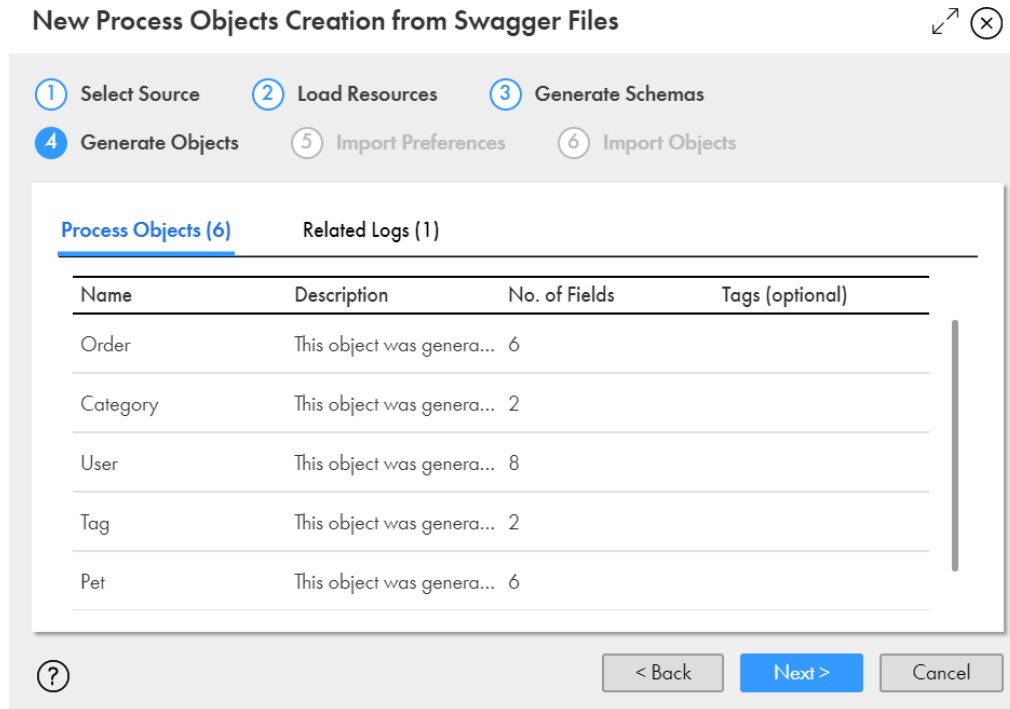 New Process Objects Creation from Swagger Files
1 Select Source 2 Load Resources 3 Generate Schemas
4 Generate Objects 5 Import Preferences 6 Import Objects
Process Objects (6) Related Logs (1)
Name Description No. of Fields Tags (optional)
Order This object was genera... 6
Category This object was genera... 2
User This object was genera... 8
Tag This object was genera... 2
Pet This object was genera... 6
? < Back Next > Cancel